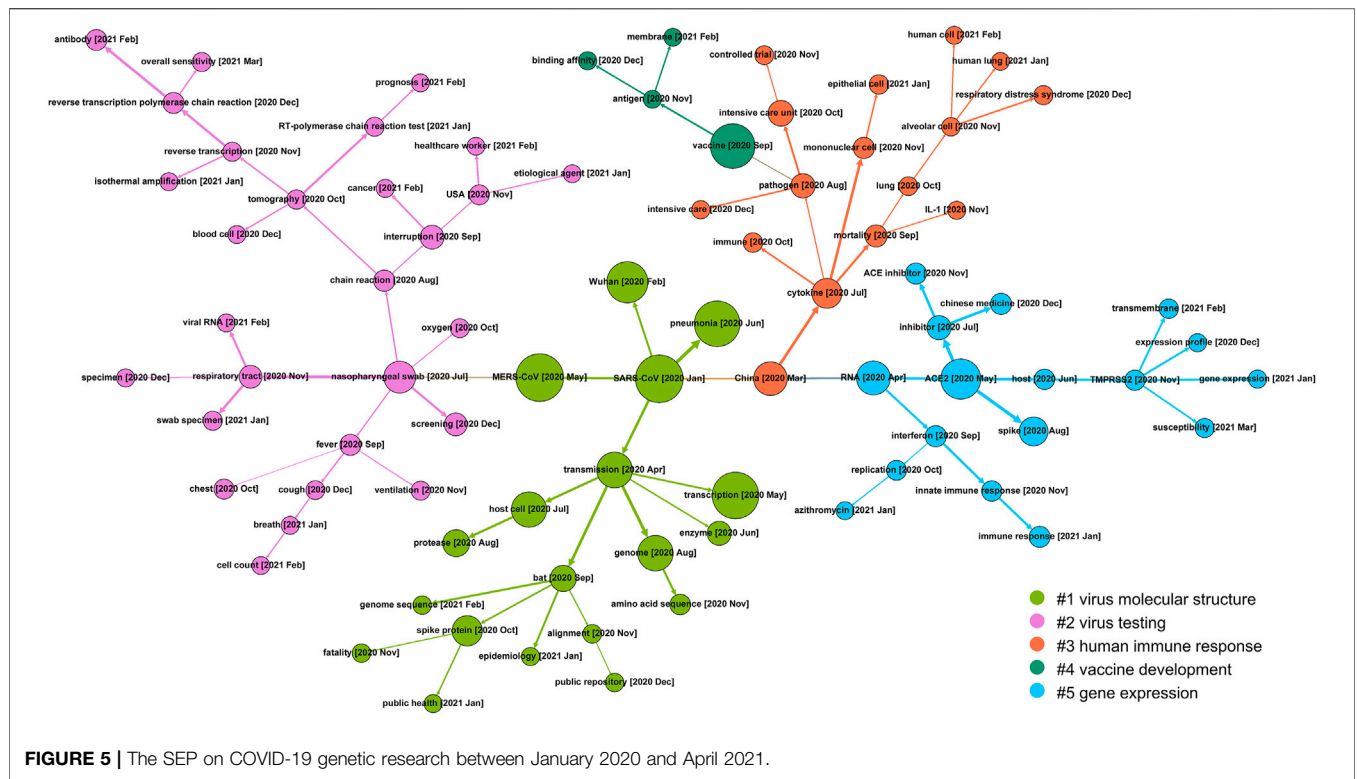 antibody [2021 Feb]
overall sensitivity [2021 Mar]
reverse transcription polymerase chain reaction [2020 Dec]
prognosis [2021 Feb]
RT-polymerase chain reaction test [2021 Jan]
reverse transcription [2020 Nov]
isothermal amplification [2021 Jan]
healthcare worker [2021 Feb]
etiological agent [2021 Jan]
cancer [2021 Feb]
USA [2020 Nov]
tomography [2020 Oct]
blood cell [2020 Dec]
interruption [2020 Sep]
chain reaction [2020 Aug]
viral RNA [2021 Feb]
oxygen [2020 Oct]
specimen [2020 Dec]
respiratory tract [2020 Nov]
nasopharyngeal swab [2020 Jul]
swab specimen [2021 Jan]
screening [2020 Dec]
fever [2020 Sep]
chest [2020 Oct]
cough [2020 Dec]
ventilation [2020 Nov]
breath [2021 Jan]
cell count [2021 Feb]
membrane [2021 Feb]
binding affinity [2020 Dec]
antigen [2020 Nov]
vaccine [2020 Sep]
controlled trial [2020 Nov]
intensive care unit [2020 Oct]
epithelial cell [2021 Jan]
human cell [2021 Feb]
human lung [2021 Jan]
respiratory distress syndrome [2020 Dec]
alveolar cell [2020 Nov]
mononuclear cell [2020 Nov]
pathogen [2020 Aug]
lung [2020 Oct]
intensive care [2020 Dec]
IL-1 [2020 Nov]
immune [2020 Oct]
mortality [2020 Sep]
cytokine [2020 Jul]
Wuhan [2020 Feb]
pneumonia [2020 Jun]
MERS-CoV [2020 May]
SARS-CoV [2020 Jan]
China [2020 Mar]
RNA [2020 Apr]
ACE2 [2020 May]
host [2020 Jun]
TMPRSS2 [2020 Nov]
gene expression [2021 Jan]
ACE inhibitor [2020 Nov]
chinese medicine [2020 Dec]
inhibitor [2020 Jul]
transmembrane [2021 Feb]
expression profile [2020 Dec]
susceptibility [2021 Mar]
spike [2020 Aug]
interferon [2020 Sep]
replication [2020 Oct]
innate immune response [2020 Nov]
azithromycin [2021 Jan]
immune response [2021 Jan]
transmission [2020 Apr]
transcription [2020 May]
host cell [2020 Jul]
enzyme [2020 Jun]
protease [2020 Aug]
genome [2020 Aug]
bat [2020 Sep]
genome sequence [2021 Feb]
amino acid sequence [2020 Nov]
spike protein [2020 Oct]
alignment [2020 Nov]
fatality [2020 Nov]
epidemiology [2021 Jan]
public repository [2020 Dec]
public health [2021 Jan]
#1 virus molecular structure
#2 virus testing
#3 human immune response
#4 vaccine development
#5 gene expression
FIGURE 5 | The SEP on COVID-19 genetic research between January 2020 and April 2021.